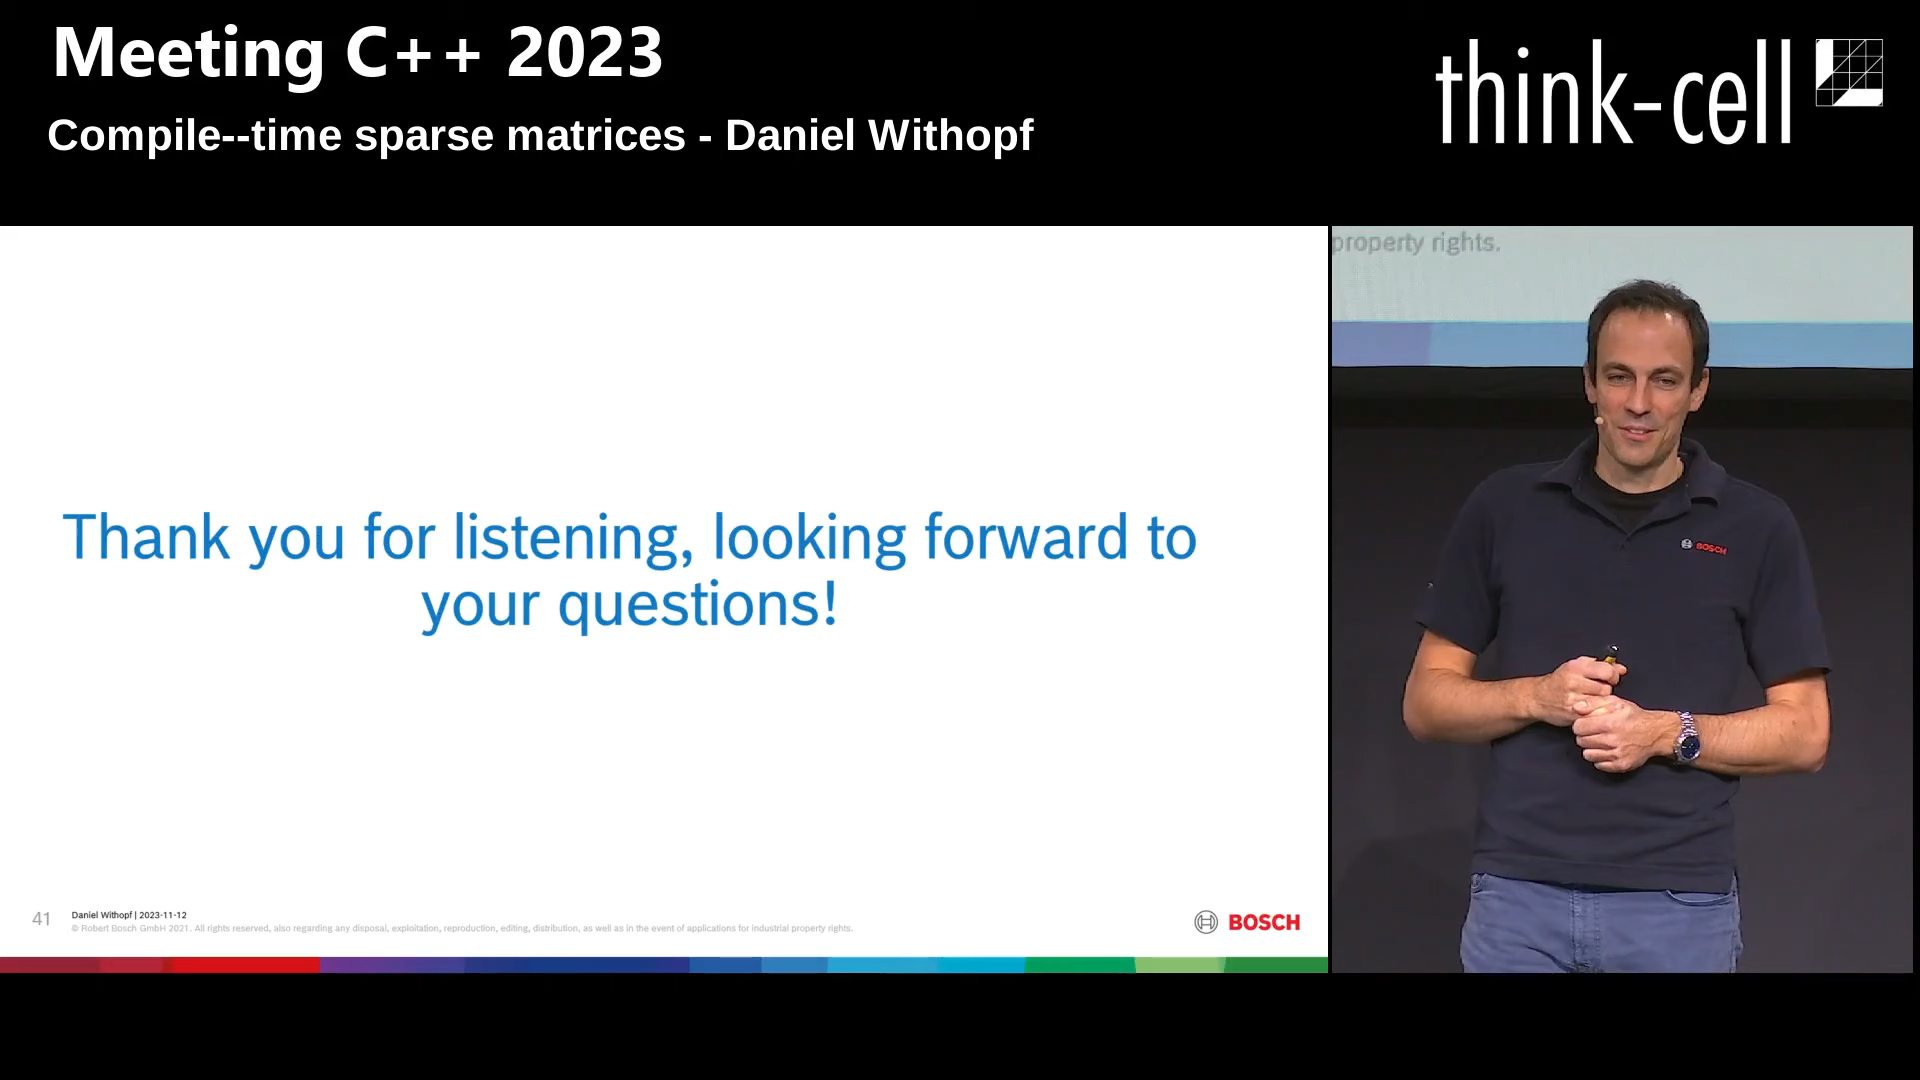 Meeting C++ 2023
Compile--time sparse matrices - Daniel Withopf
think-cell
property rights.
Thank you for listening, looking forward to
your questions!
BOSCH
41
Daniel Withopf | 2023-11-12
© Robert Bosch GmbH 2021. All rights reserved, also regarding any disposal, exploitation, reproduction, editing, distribution, as well as in the event of applications for industrial property rights.
BOSCH